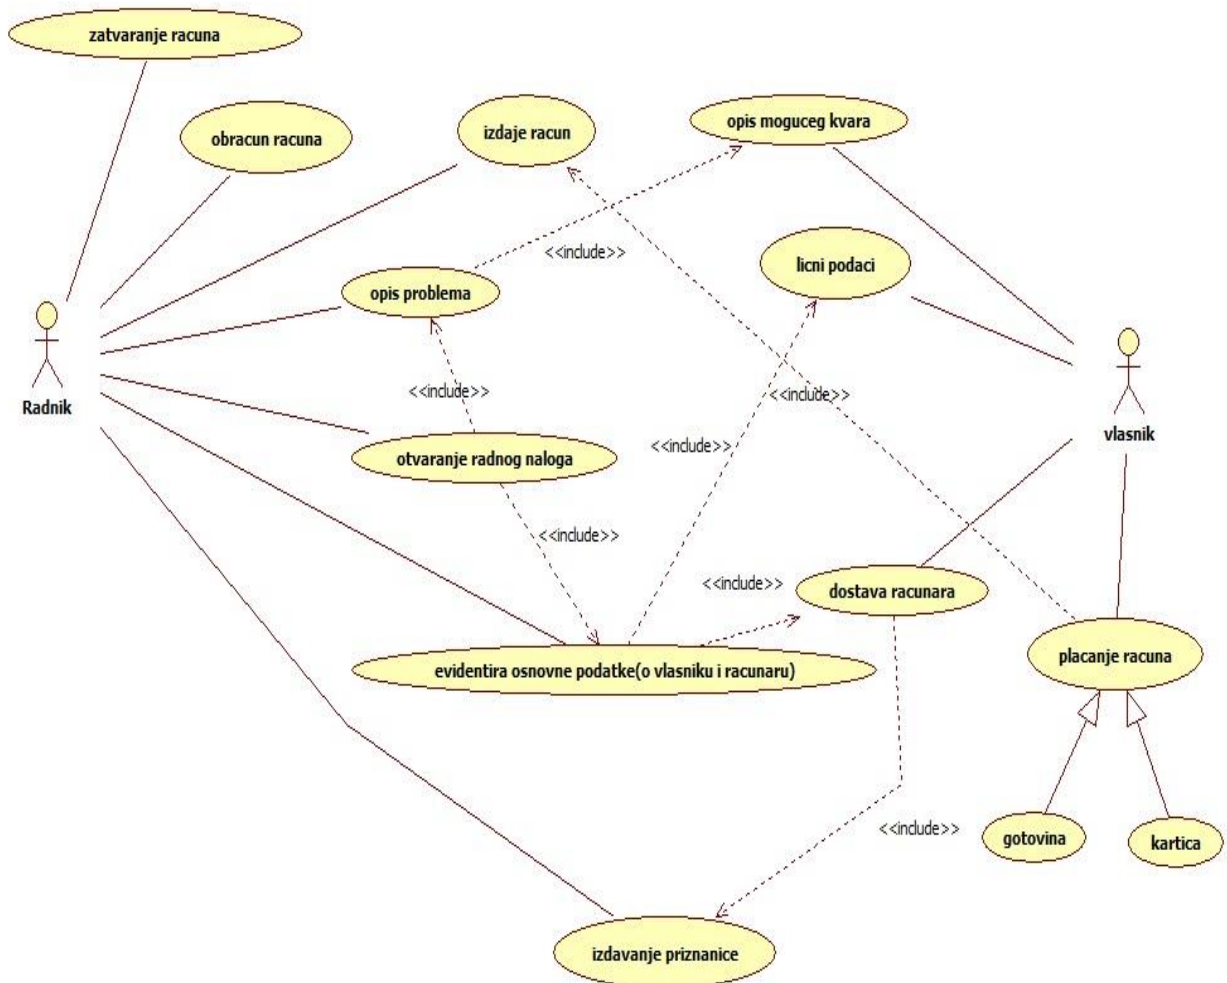 zatvaranje racuna
obracun racuna
izdaje racun
opis moguceg kvara
<<include>>
licni podaci
opis problema
Radnik
<<include>>
<<include>>
vlasnik
<<include>>
otvaranje radnog naloga
<<include>>
<<include>>
dostava racunara
evidentira osnovne podatke(o vlasniku i racunaru)
placanje racuna
<<include>>
gotovina
kartica
izdavanje priznanice